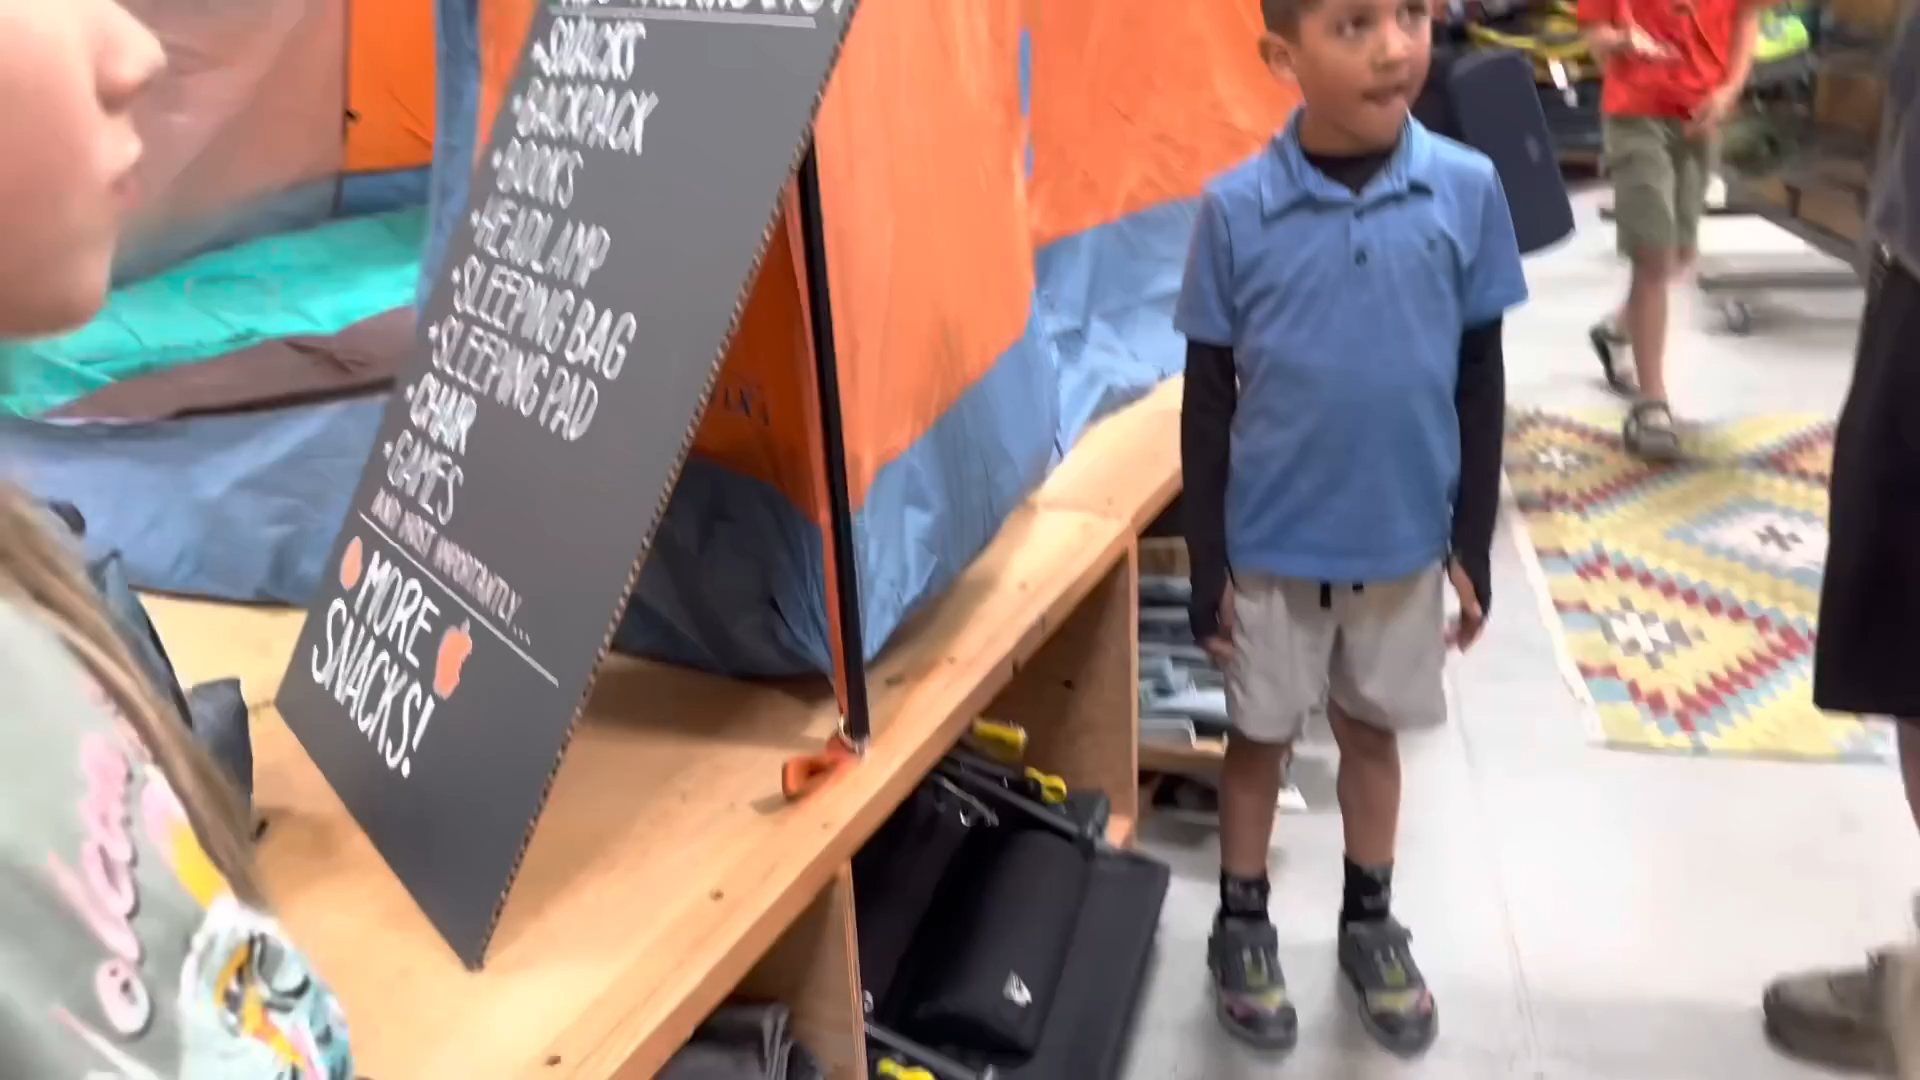 • SNACKS
• BACKPACK
• BOOKS
• HEADLAMP
• SLEEPING BAG
• SLEEPING PAD
• CHAIR
• GAMES
AND MOST IMPORTANTLY...
MORE
SNACKS!